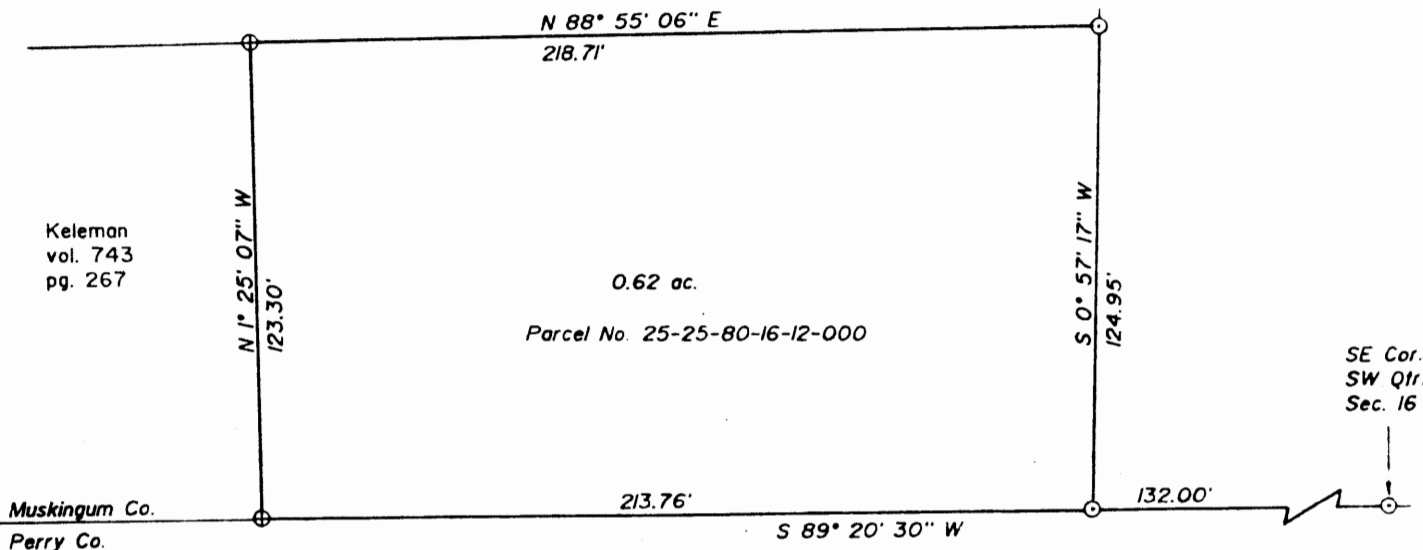 N 88° 55' 06" E
218.71'
N 1° 25' 07" W
123.30'
Keleman
vol. 743
pg. 267
0.62 ac.
Parcel No. 25-25-80-16-12-000
S 0° 57' 17" W
124.95'
SE Cor.
SW Qtr.
Sec. 16
Muskingum Co.
213.76'
132.00'
S 89° 20' 30" W
Perry Co.